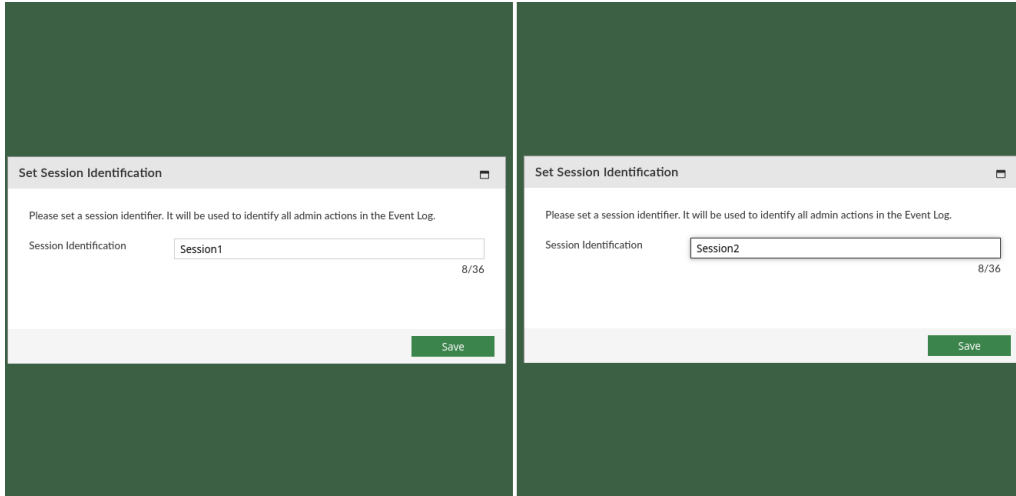 Set Session Identification
Please set a session identifier. It will be used to identify all admin actions in the Event Log.
Session Identification
Session1
8/36
Save
Set Session Identification
Please set a session identifier. It will be used to identify all admin actions in the Event Log.
Session Identification
Session2
8/36
Save